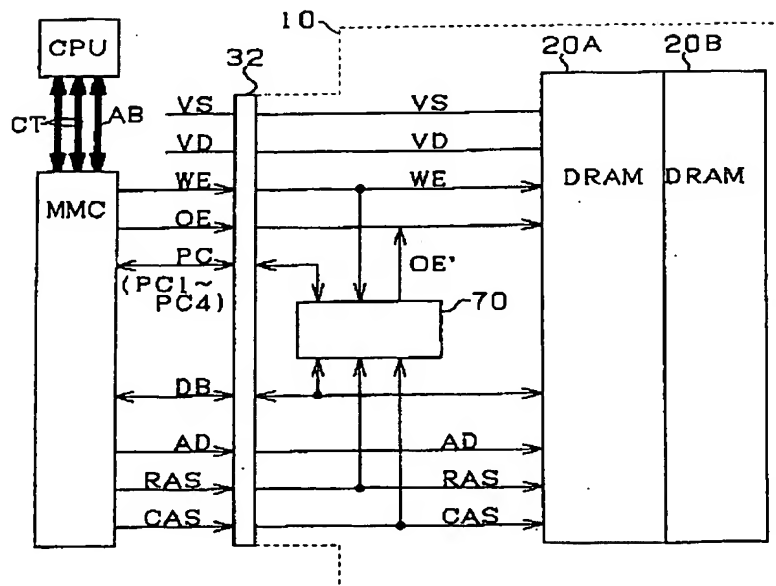 10
CPU
32
20A 20B
CT AB
VS VS
VD VD
WE WE
MMC
DRAM DRAM
OE
PC
OE'
(PC1~
PC4)
70
DB
AD AD
RAS RAS
CAS CAS